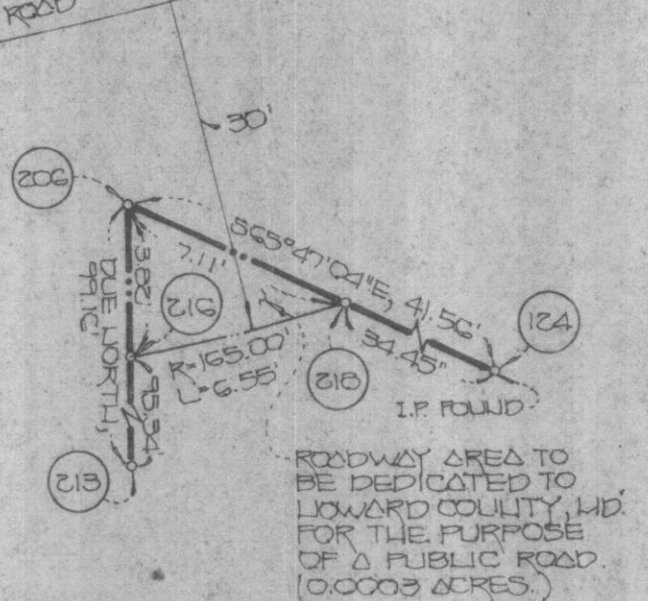 ROAD
30'
206
S65°47'04"E, 41.56'
7.11'
3.88'
DUE NORTH,
99.16'
216
124
R=165.00'
L=6.55'
218
34.45'
I.P. FOUND
95.54'
213
ROADWAY AREA TO
BE DEDICATED TO
HOWARD COUNTY, MD.
FOR THE PURPOSE
OF A PUBLIC ROAD.
(0.0003 ACRES.)